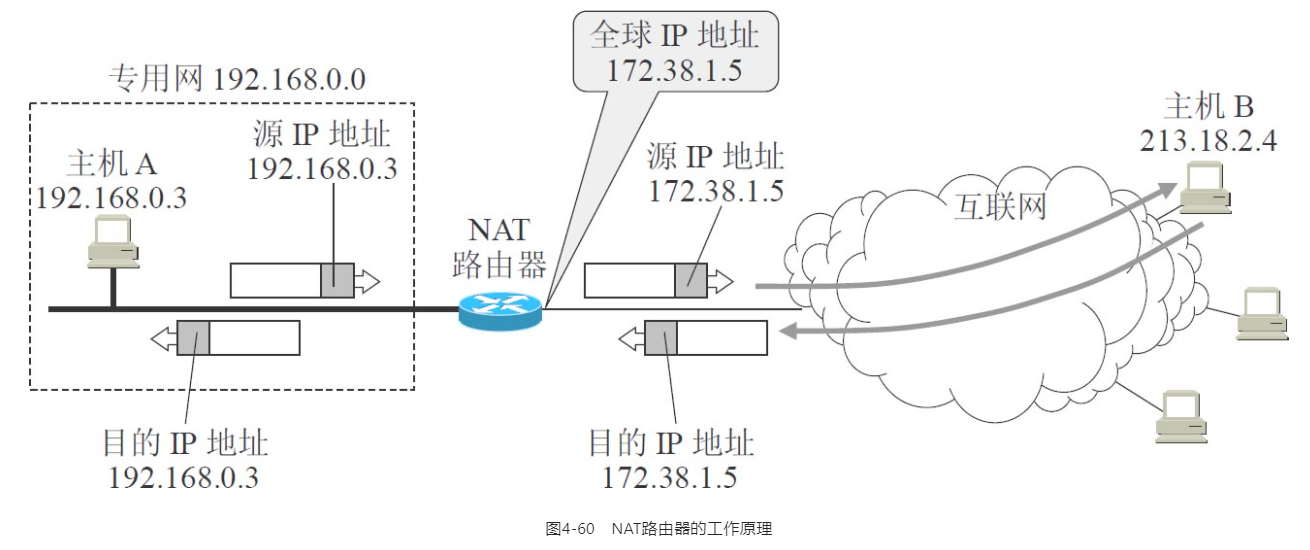 全球 IP 地址
172.38.1.5
专用网 192.168.0.0
源 IP 地址
192.168.0.3
主机 A
192.168.0.3
NAT
路由器
源 IP 地址
172.38.1.5
互联网
主机 B
213.18.2.4
目的 IP 地址
192.168.0.3
目的 IP 地址
172.38.1.5
图4-60 NAT路由器的工作原理